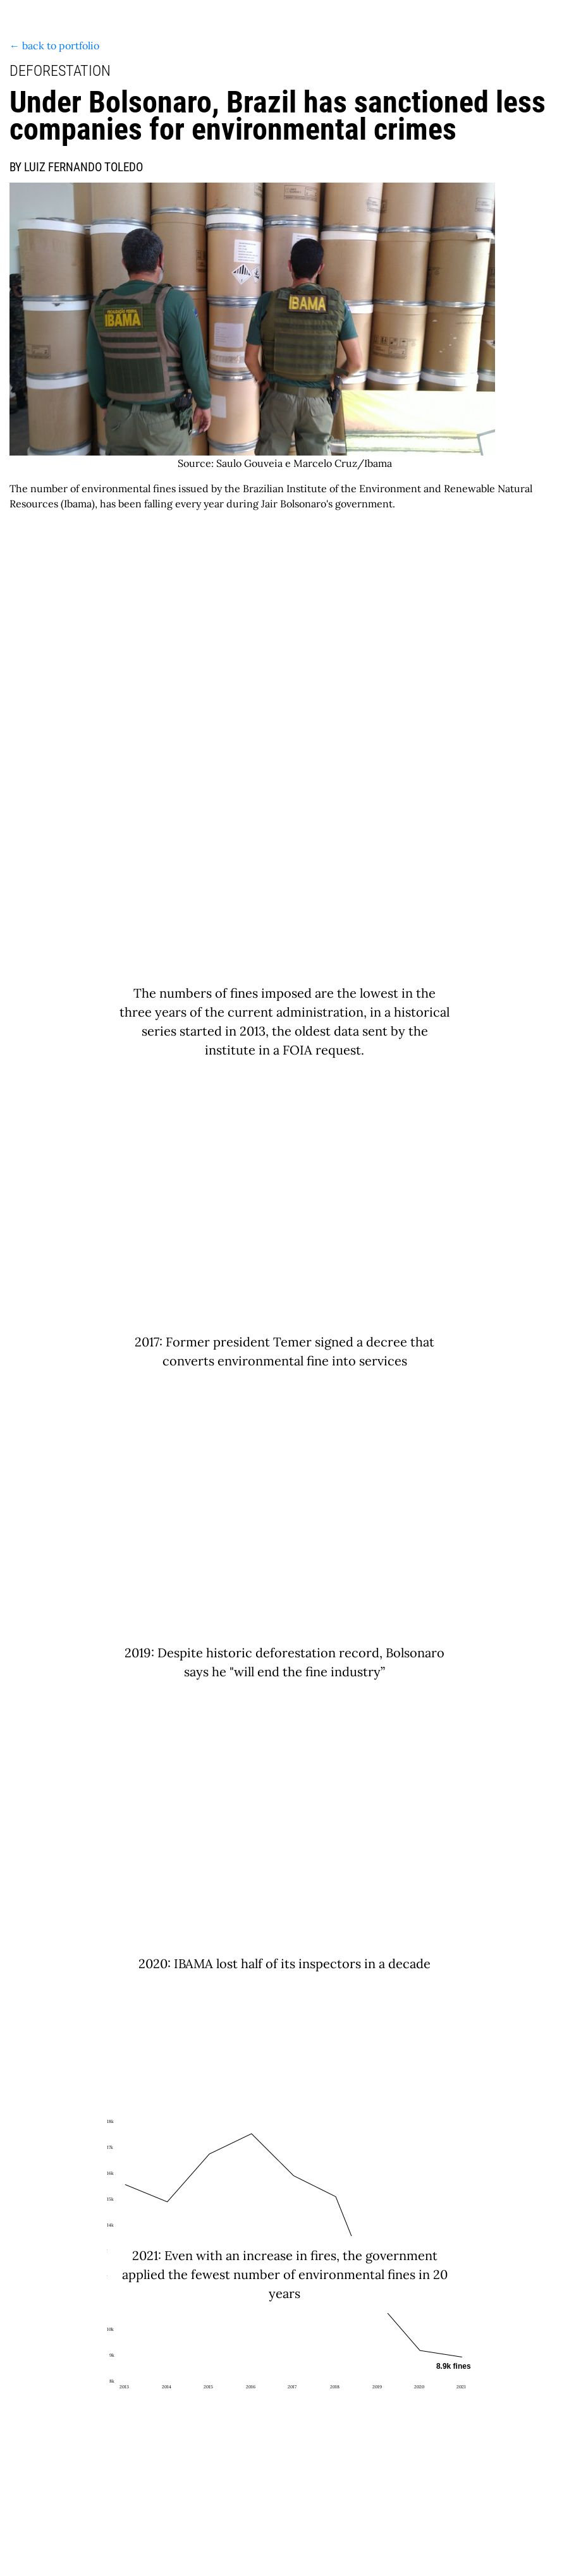 ← back to portfolio
DEFORESTATION
Under Bolsonaro, Brazil has sanctioned less
companies for environmental crimes
BY LUIZ FERNANDO TOLEDO
IBAMA
IBAMA
Source: Saulo Gouveia e Marcelo Cruz/Ibama
The number of environmental fines issued by the Brazilian Institute of the Environment and Renewable Natural
Resources (Ibama), has been falling every year during Jair Bolsonaro's government.
The numbers of fines imposed are the lowest in the
three years of the current administration, in a historical
series started in 2013, the oldest data sent by the
institute in a FOIA request.
2017: Former president Temer signed a decree that
converts environmental fine into services
2019: Despite historic deforestation record, Bolsonaro
says he "will end the fine industry”
2020: IBAMA lost half of its inspectors in a decade
18k
17k
16k
15k
14k
2021: Even with an increase in fires, the government
applied the fewest number of environmental fines in 20
years
10k
9k
8.9k fines
8k
2013 2014 2015 2016 2017 2018 2019 2020 2021